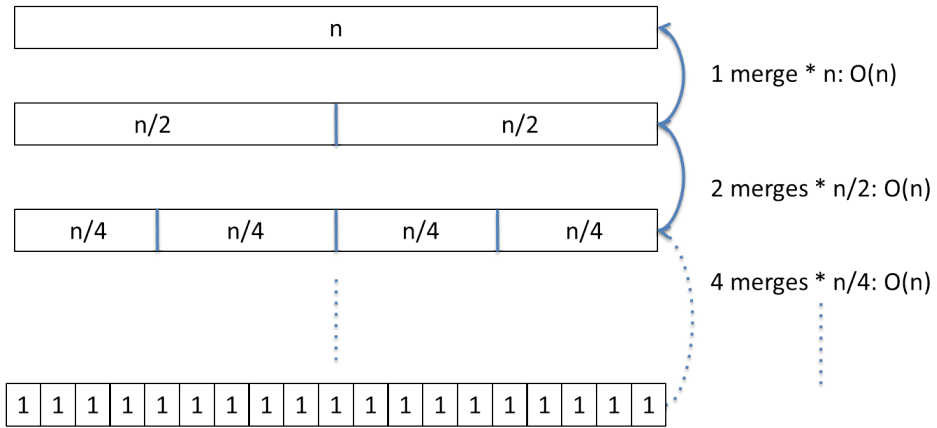 n
1 merge * n: O(n)
n/2 n/2
2 merges * n/2: O(n)
n/4 n/4 n/4 n/4
4 merges * n/4: O(n)
1 1 1 1 1 1 1 1 1 1 1 1 1 1 1 1 1 1 1